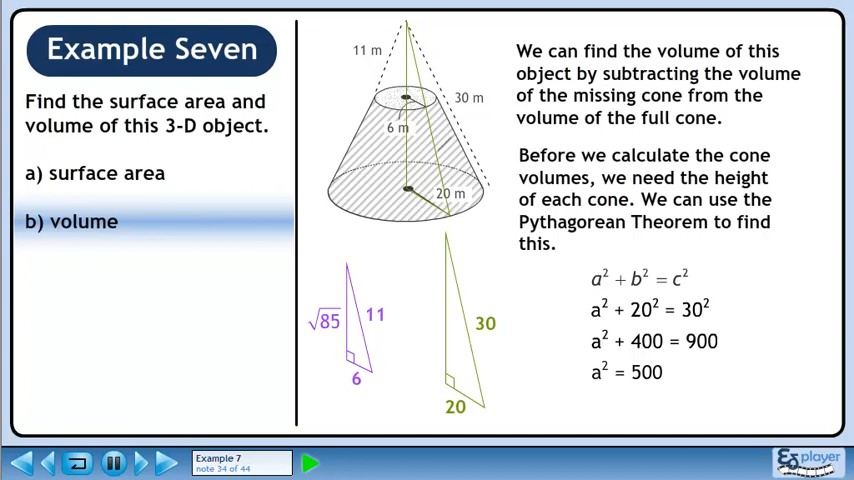 Example Seven
Find the surface area and
volume of this 3-D object.
a) surface area
b) volume
11 m
30 m
6 m
20 m
√85
11
6
30
20
We can find the volume of this
object by subtracting the volume
of the missing cone from the
volume of the full cone.
Before we calculate the cone
volumes, we need the height
of each cone. We can use the
Pythagorean Theorem to find
this.
a² + b² = c²
a² + 20² = 30²
a² + 400 = 900
a² = 500
Example 7
note 34 of 44
player